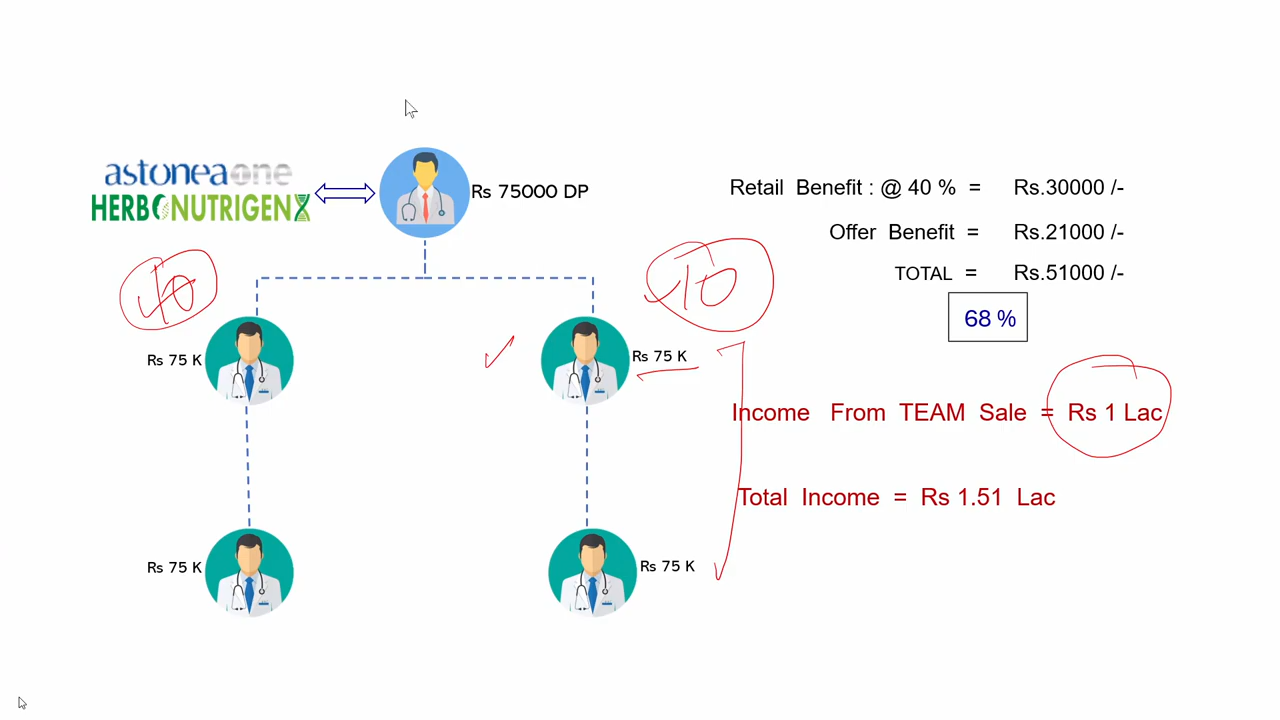 astoneaone
HERBONUTRIGENX
Rs 75000 DP
Retail Benefit : @ 40 % = Rs.30000 /-
Offer Benefit = Rs.21000 /-
TOTAL = Rs.51000 /-
68 %
10
10
Rs 75 K
Rs 75 K
Income From TEAM Sale = Rs 1 Lac
Total Income = Rs 1.51 Lac
Rs 75 K
Rs 75 K